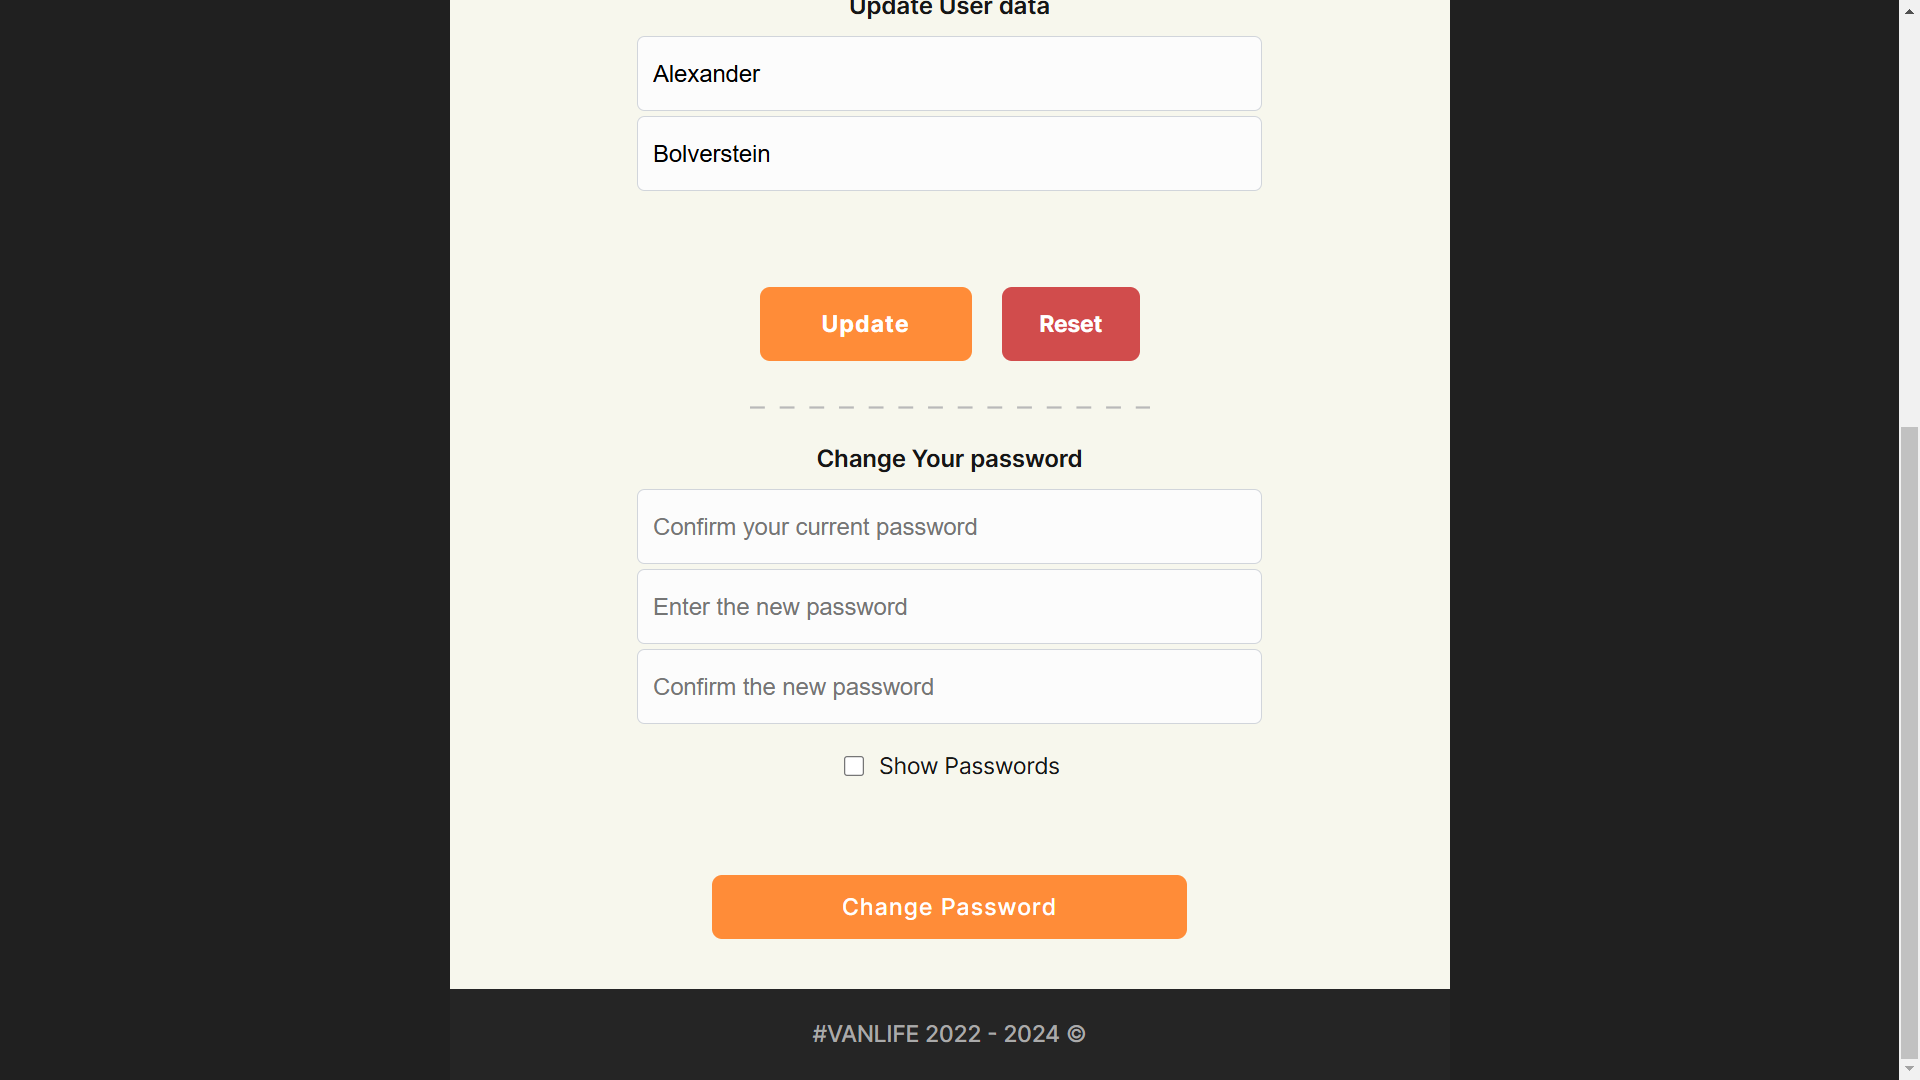 Update User data
Alexander
Bolverstein
Update Reset
Change Your password
Confirm your current password
Enter the new password
Confirm the new password
Show Passwords
Change Password
#VANLIFE 2022 - 2024 ©